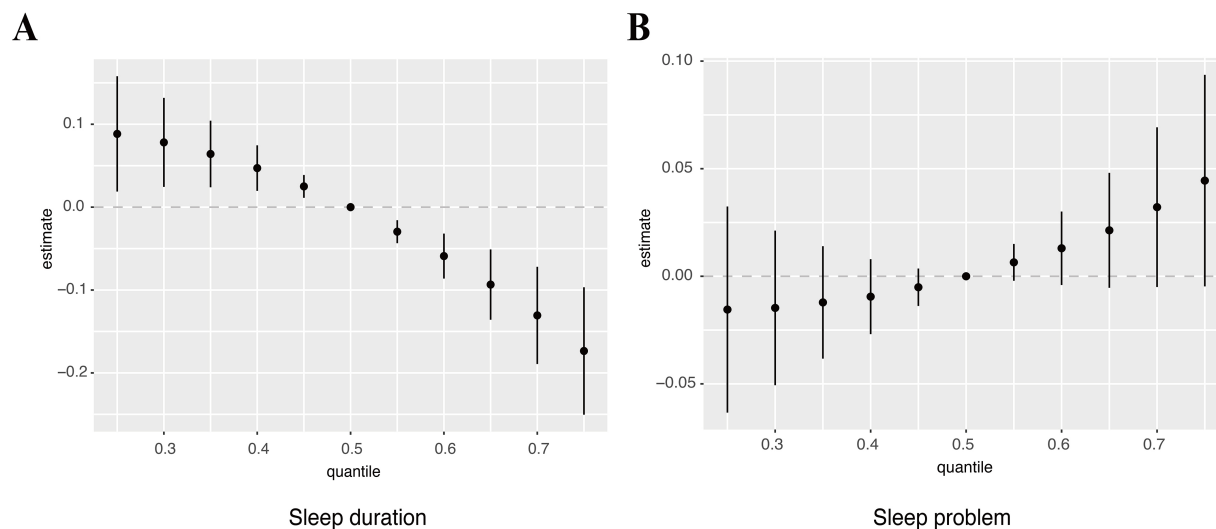 A
B
0.1
0.0
−0.1
−0.2
estimate
0.3 0.4 0.5 0.6 0.7
quantile
Sleep duration
0.10
0.05
0.00
−0.05
estimate
0.3 0.4 0.5 0.6 0.7
quantile
Sleep problem